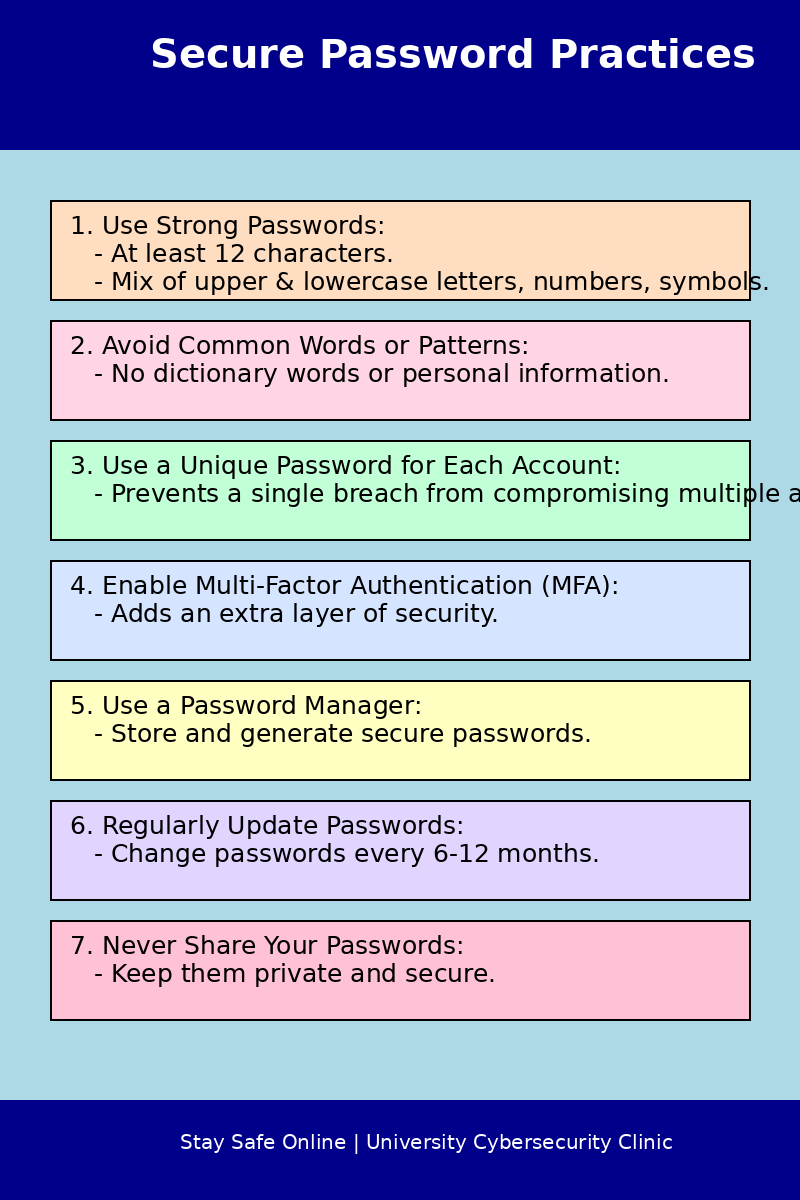 Secure Password Practices
1. Use Strong Passwords:
- At least 12 characters.
- Mix of upper & lowercase letters, numbers, symbols.
2. Avoid Common Words or Patterns:
- No dictionary words or personal information.
3. Use a Unique Password for Each Account:
- Prevents a single breach from compromising multiple a
4. Enable Multi-Factor Authentication (MFA):
- Adds an extra layer of security.
5. Use a Password Manager:
- Store and generate secure passwords.
6. Regularly Update Passwords:
- Change passwords every 6-12 months.
7. Never Share Your Passwords:
- Keep them private and secure.
Stay Safe Online | University Cybersecurity Clinic